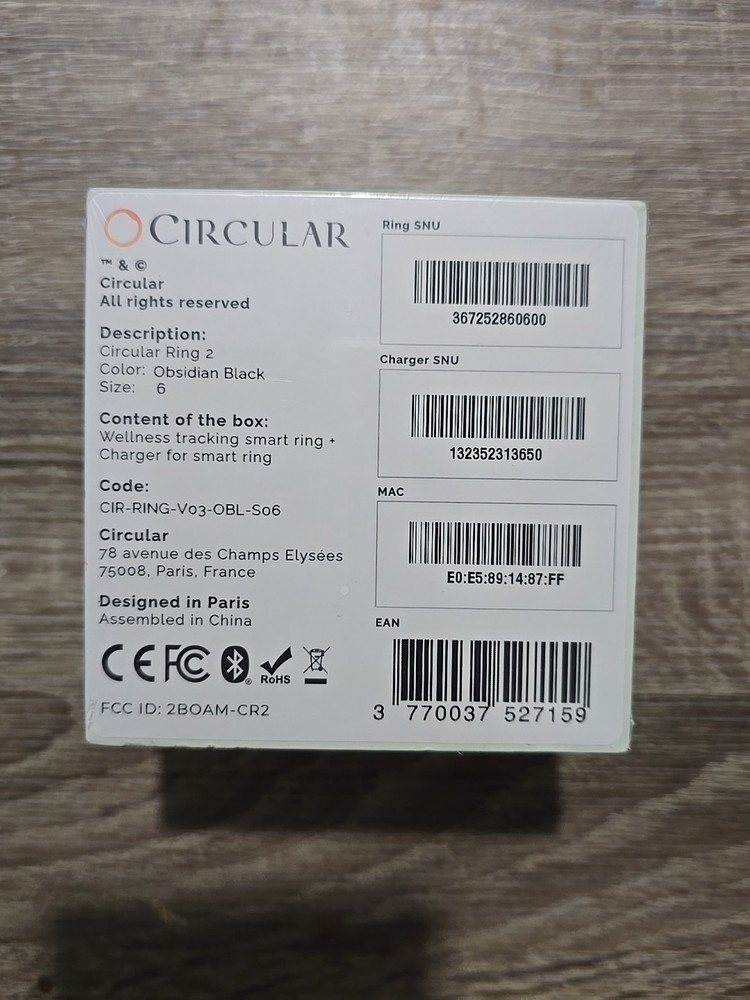 CIRCULAR
™ & ©
Circular
All rights reserved
Description:
Circular Ring 2
Color: Obsidian Black
Size: 6
Content of the box:
Wellness tracking smart ring +
Charger for smart ring
Code:
CIR-RING-V03-OBL-S06
Circular
78 avenue des Champs Elysées
75008, Paris, France
Designed in Paris
Assembled in China
CE FC RoHS
FCC ID: 2BOAM-CR2
Ring SNU
367252860600
Charger SNU
132352313650
MAC
E0:E5:89:14:87:FF
EAN
3 770037 527159